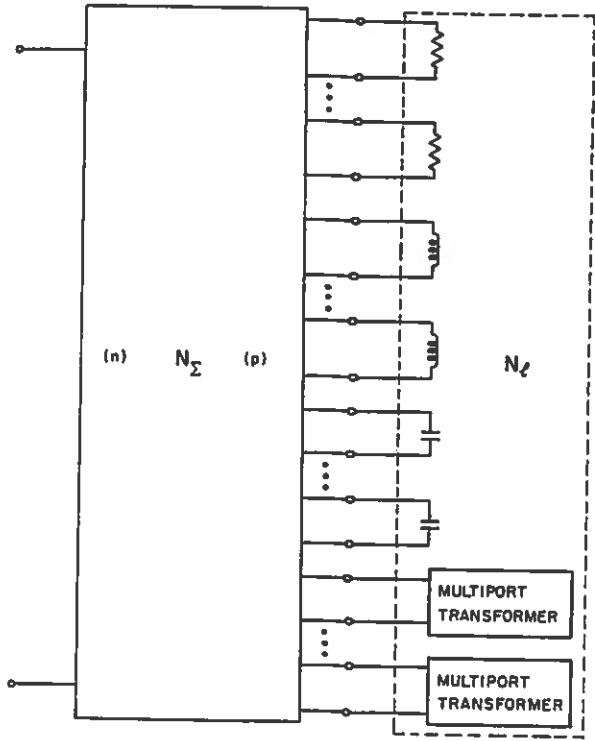 (n) N_Σ (p)
N_ℓ
MULTIPORT
TRANSFORMER
MULTIPORT
TRANSFORMER